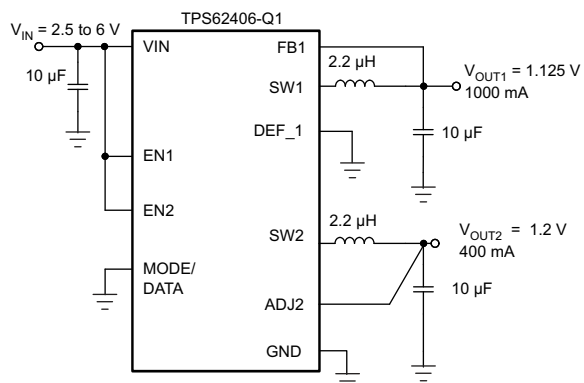 TPS62406-Q1
V_IN = 2.5 to 6 V
VIN
10 µF
EN1
EN2
MODE/
DATA
FB1
2.2 µH
SW1
V_OUT1 = 1.125 V
1000 mA
DEF_1
10 µF
2.2 µH
SW2
V_OUT2 = 1.2 V
400 mA
ADJ2
10 µF
GND